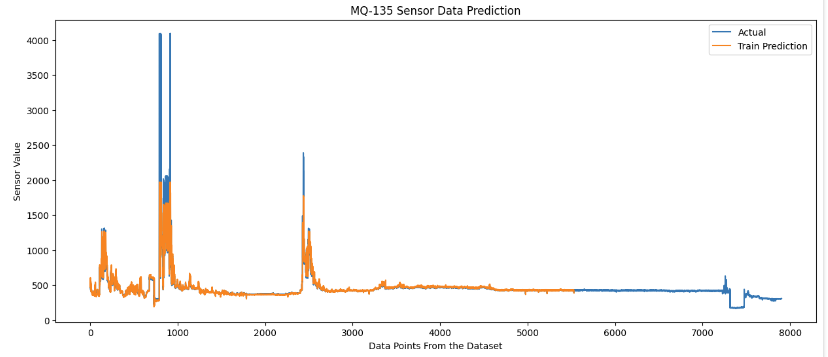 MQ-135 Sensor Data Prediction
Actual
Train Prediction
4000
3500
3000
2500
2000
1500
1000
500
0
Sensor Value
0 1000 2000 3000 4000 5000 6000 7000 8000
Data Points From the Dataset